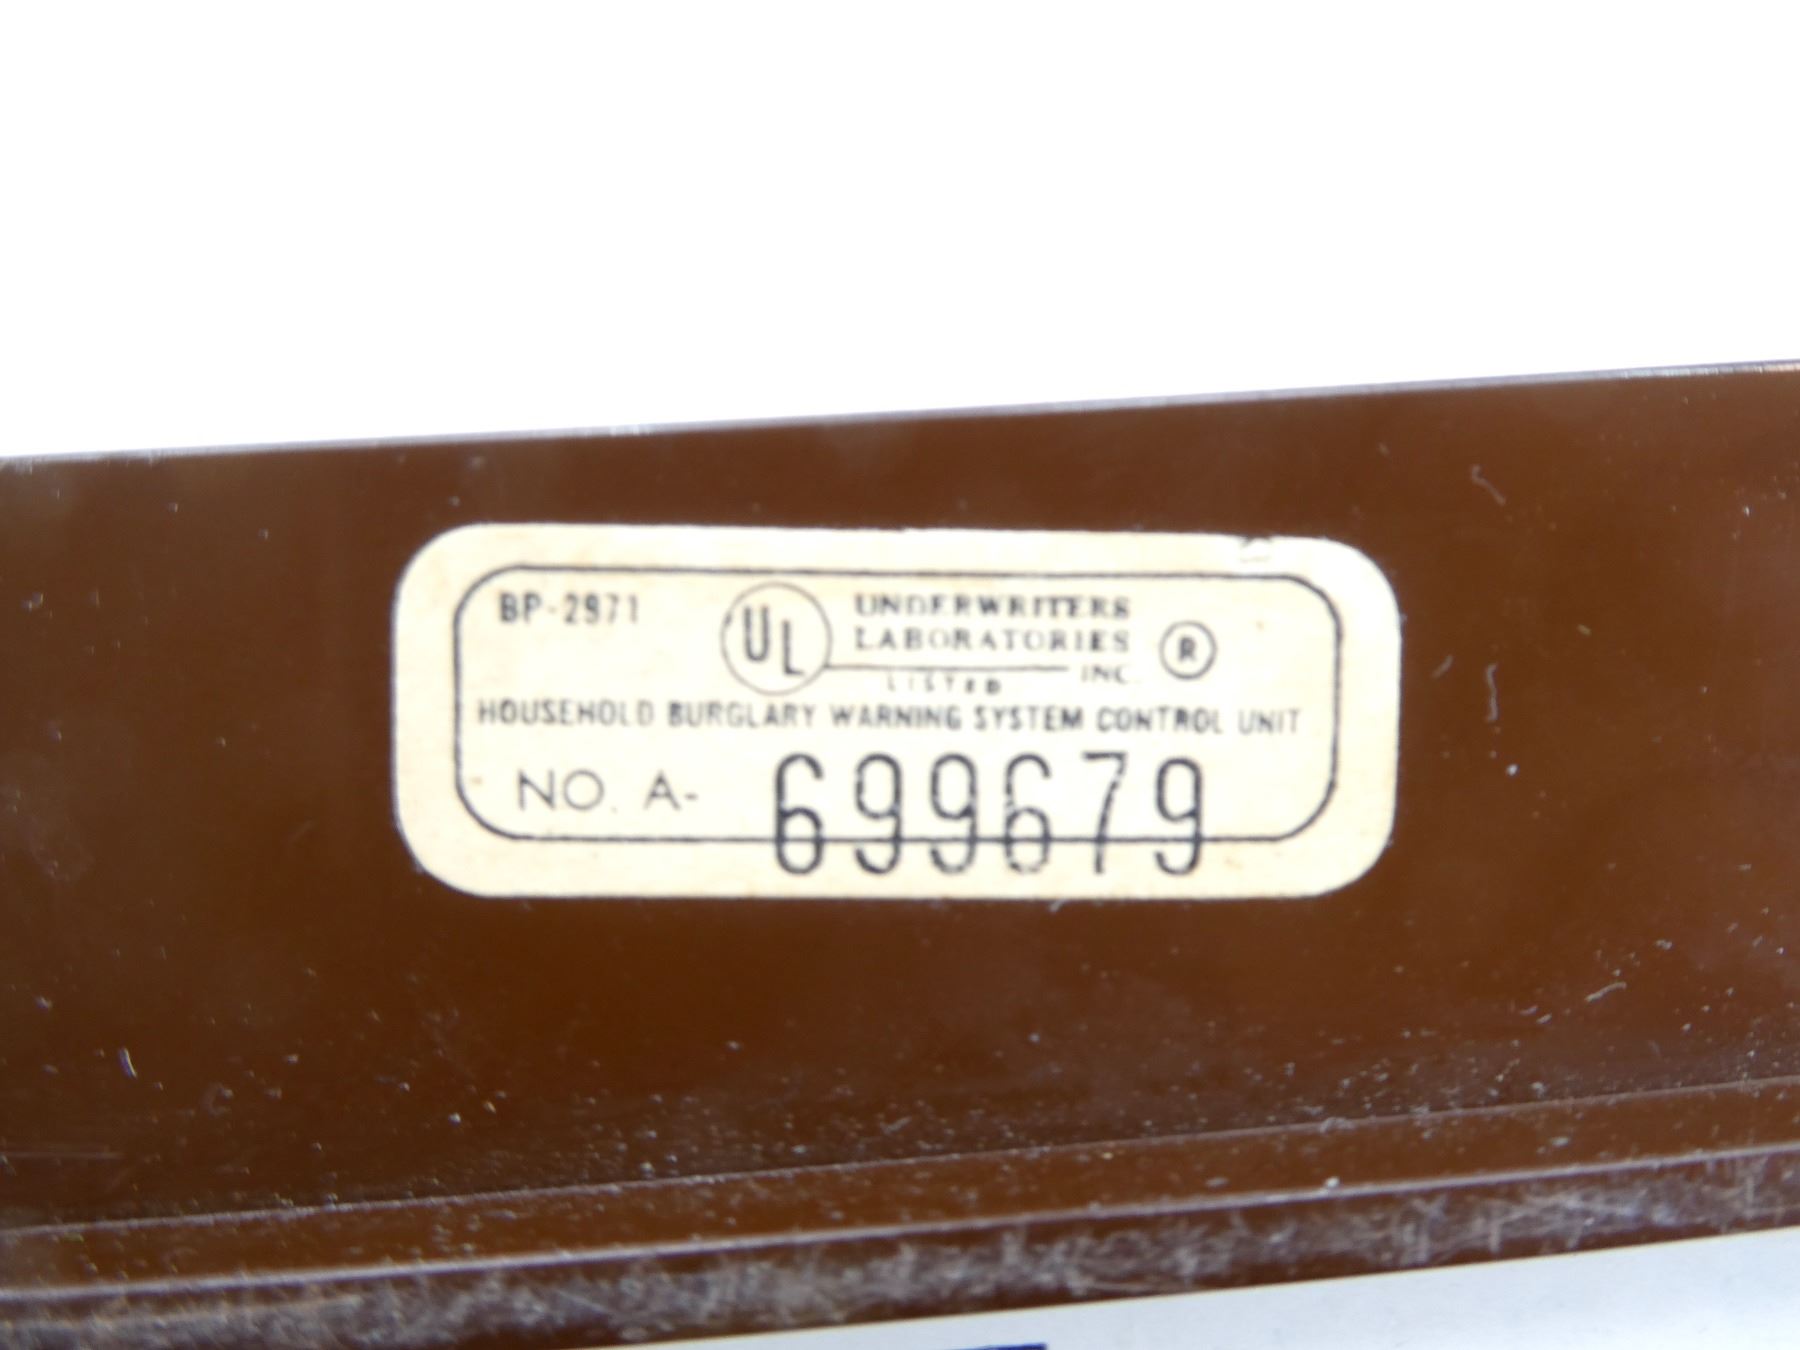 BP-2971
UL
UNDERWRITERS
LABORATORIES
INC. ®
LISTED
HOUSEHOLD BURGLARY WARNING SYSTEM CONTROL UNIT
NO. A- 699679